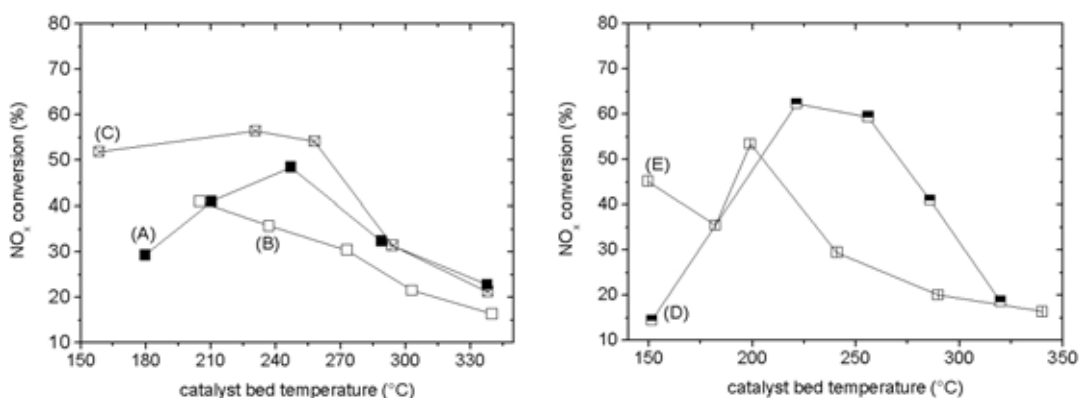 80
70
60
50
40
30
20
10
NOx conversion (%)
(C)
(A)
(B)
150 180 210 240 270 300 330
catalyst bed temperature (°C)
80
70
60
50
40
30
20
10
NOx conversion (%)
(E)
(D)
150 200 250 300 350
catalyst bed temperature (°C)